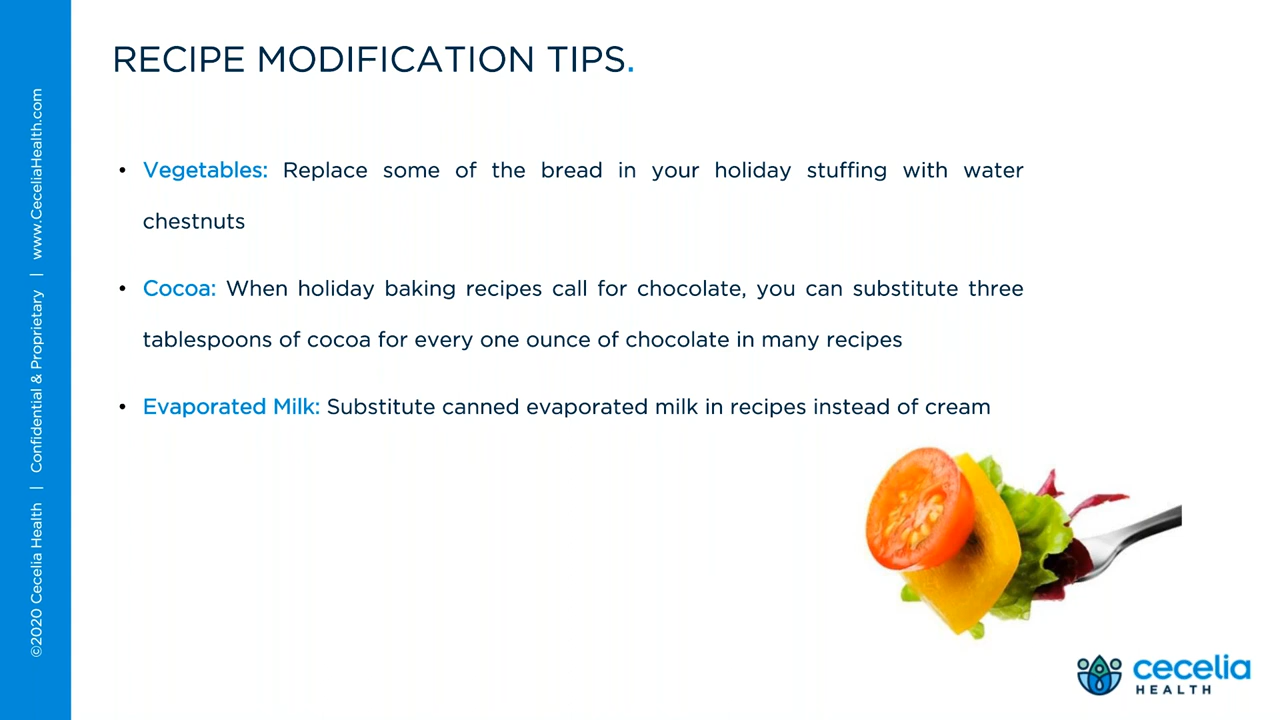 RECIPE MODIFICATION TIPS.
• Vegetables: Replace some of the bread in your holiday stuffing with water
chestnuts
• Cocoa: When holiday baking recipes call for chocolate, you can substitute three
tablespoons of cocoa for every one ounce of chocolate in many recipes
• Evaporated Milk: Substitute canned evaporated milk in recipes instead of cream
©2020 Cecelia Health | Confidential & Proprietary | www.CeceliaHealth.com
cecelia
HEALTH